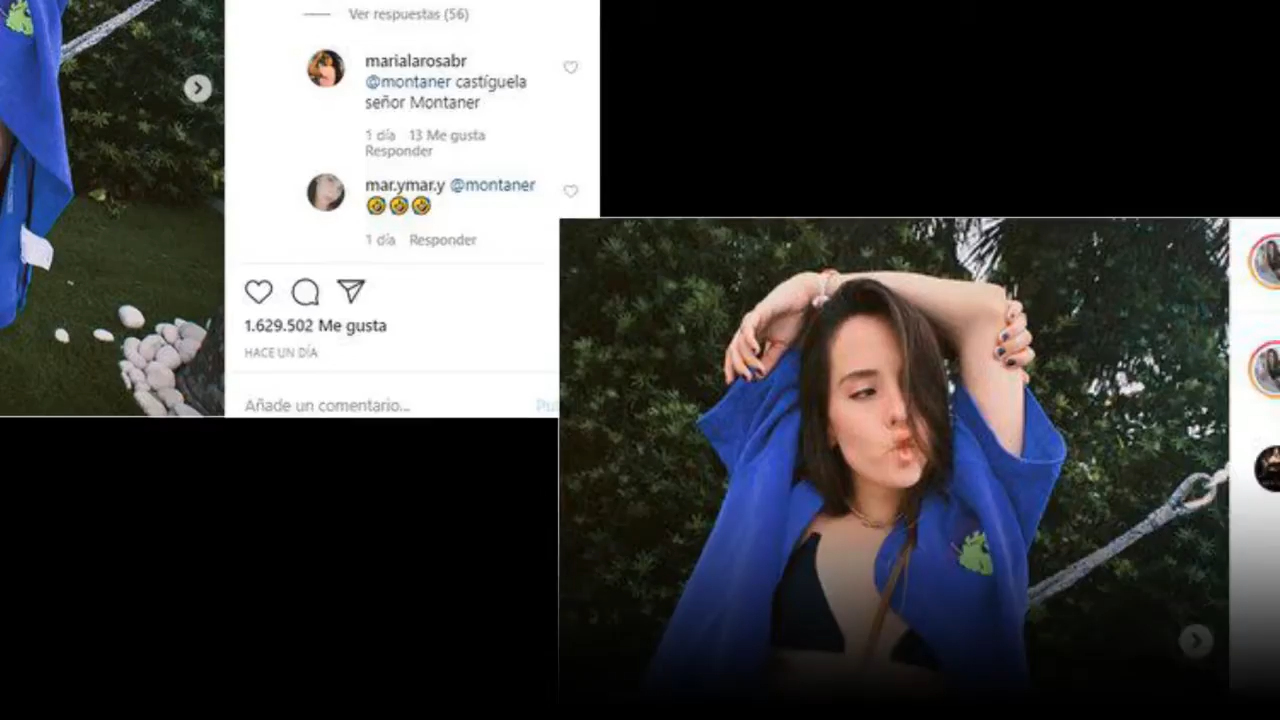 Ver respuestas (56)
marialarosabr
@montaner castíguela
señor Montaner
1 día 13 Me gusta
Responder
mar.ymar.y @montaner
🤣🤣🤣
1 día Responder
1.629.502 Me gusta
HACE UN DÍA
Añade un comentario...